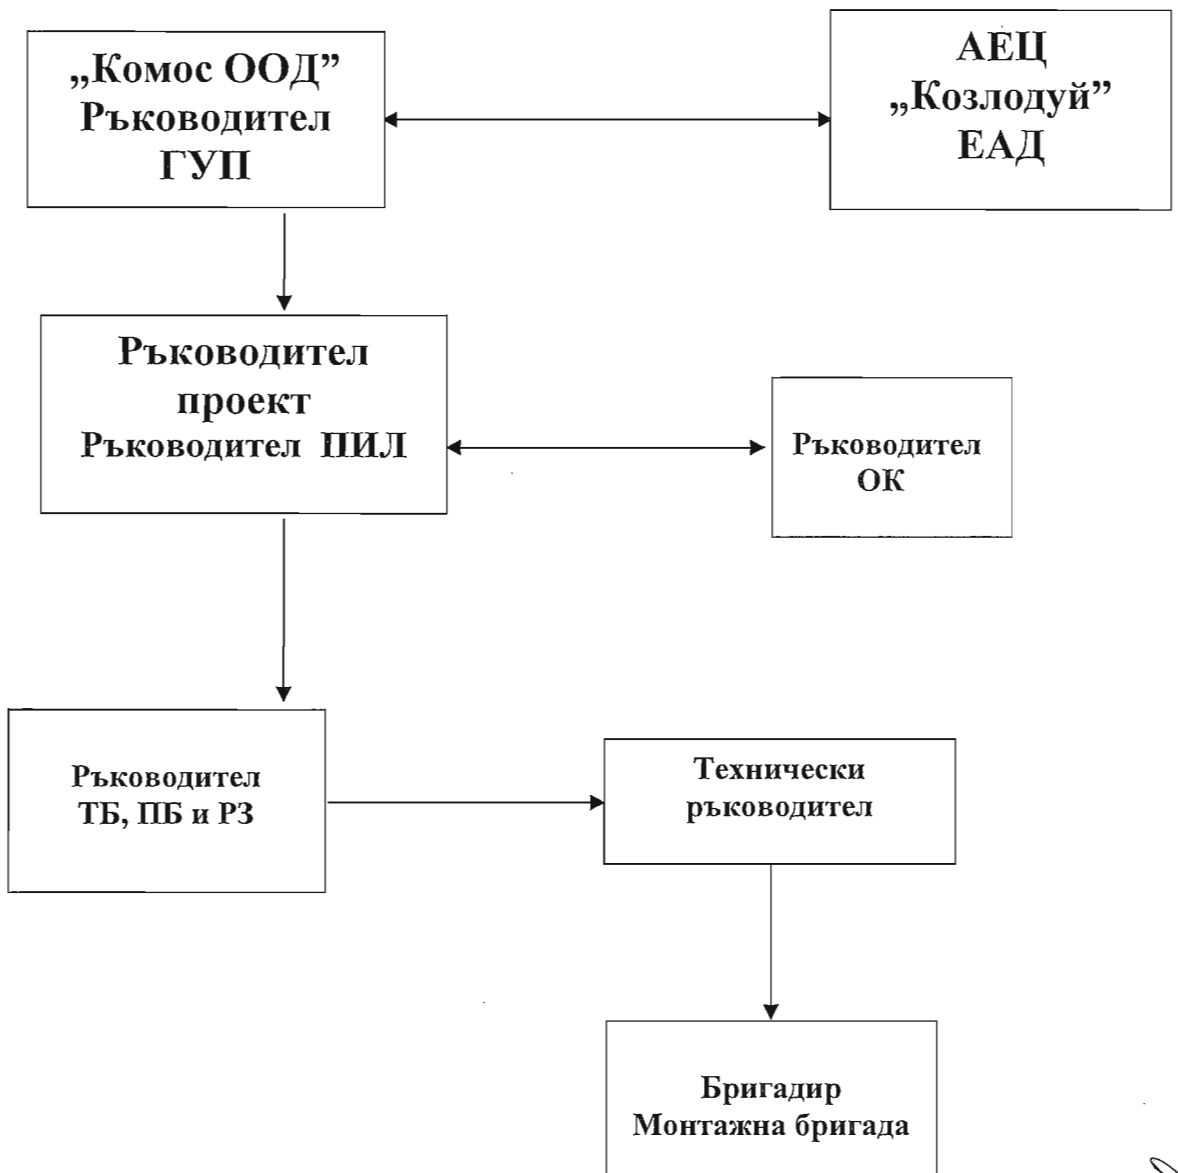 „Комос ООД”
Ръководител
ГУП
АЕЦ
„Козлодуй”
ЕАД
Ръководител
проект
Ръководител ПИЛ
Ръководител
ОК
Ръководител
ТБ, ПБ и РЗ
Технически
ръководител
Бригадир
Монтажна бригада